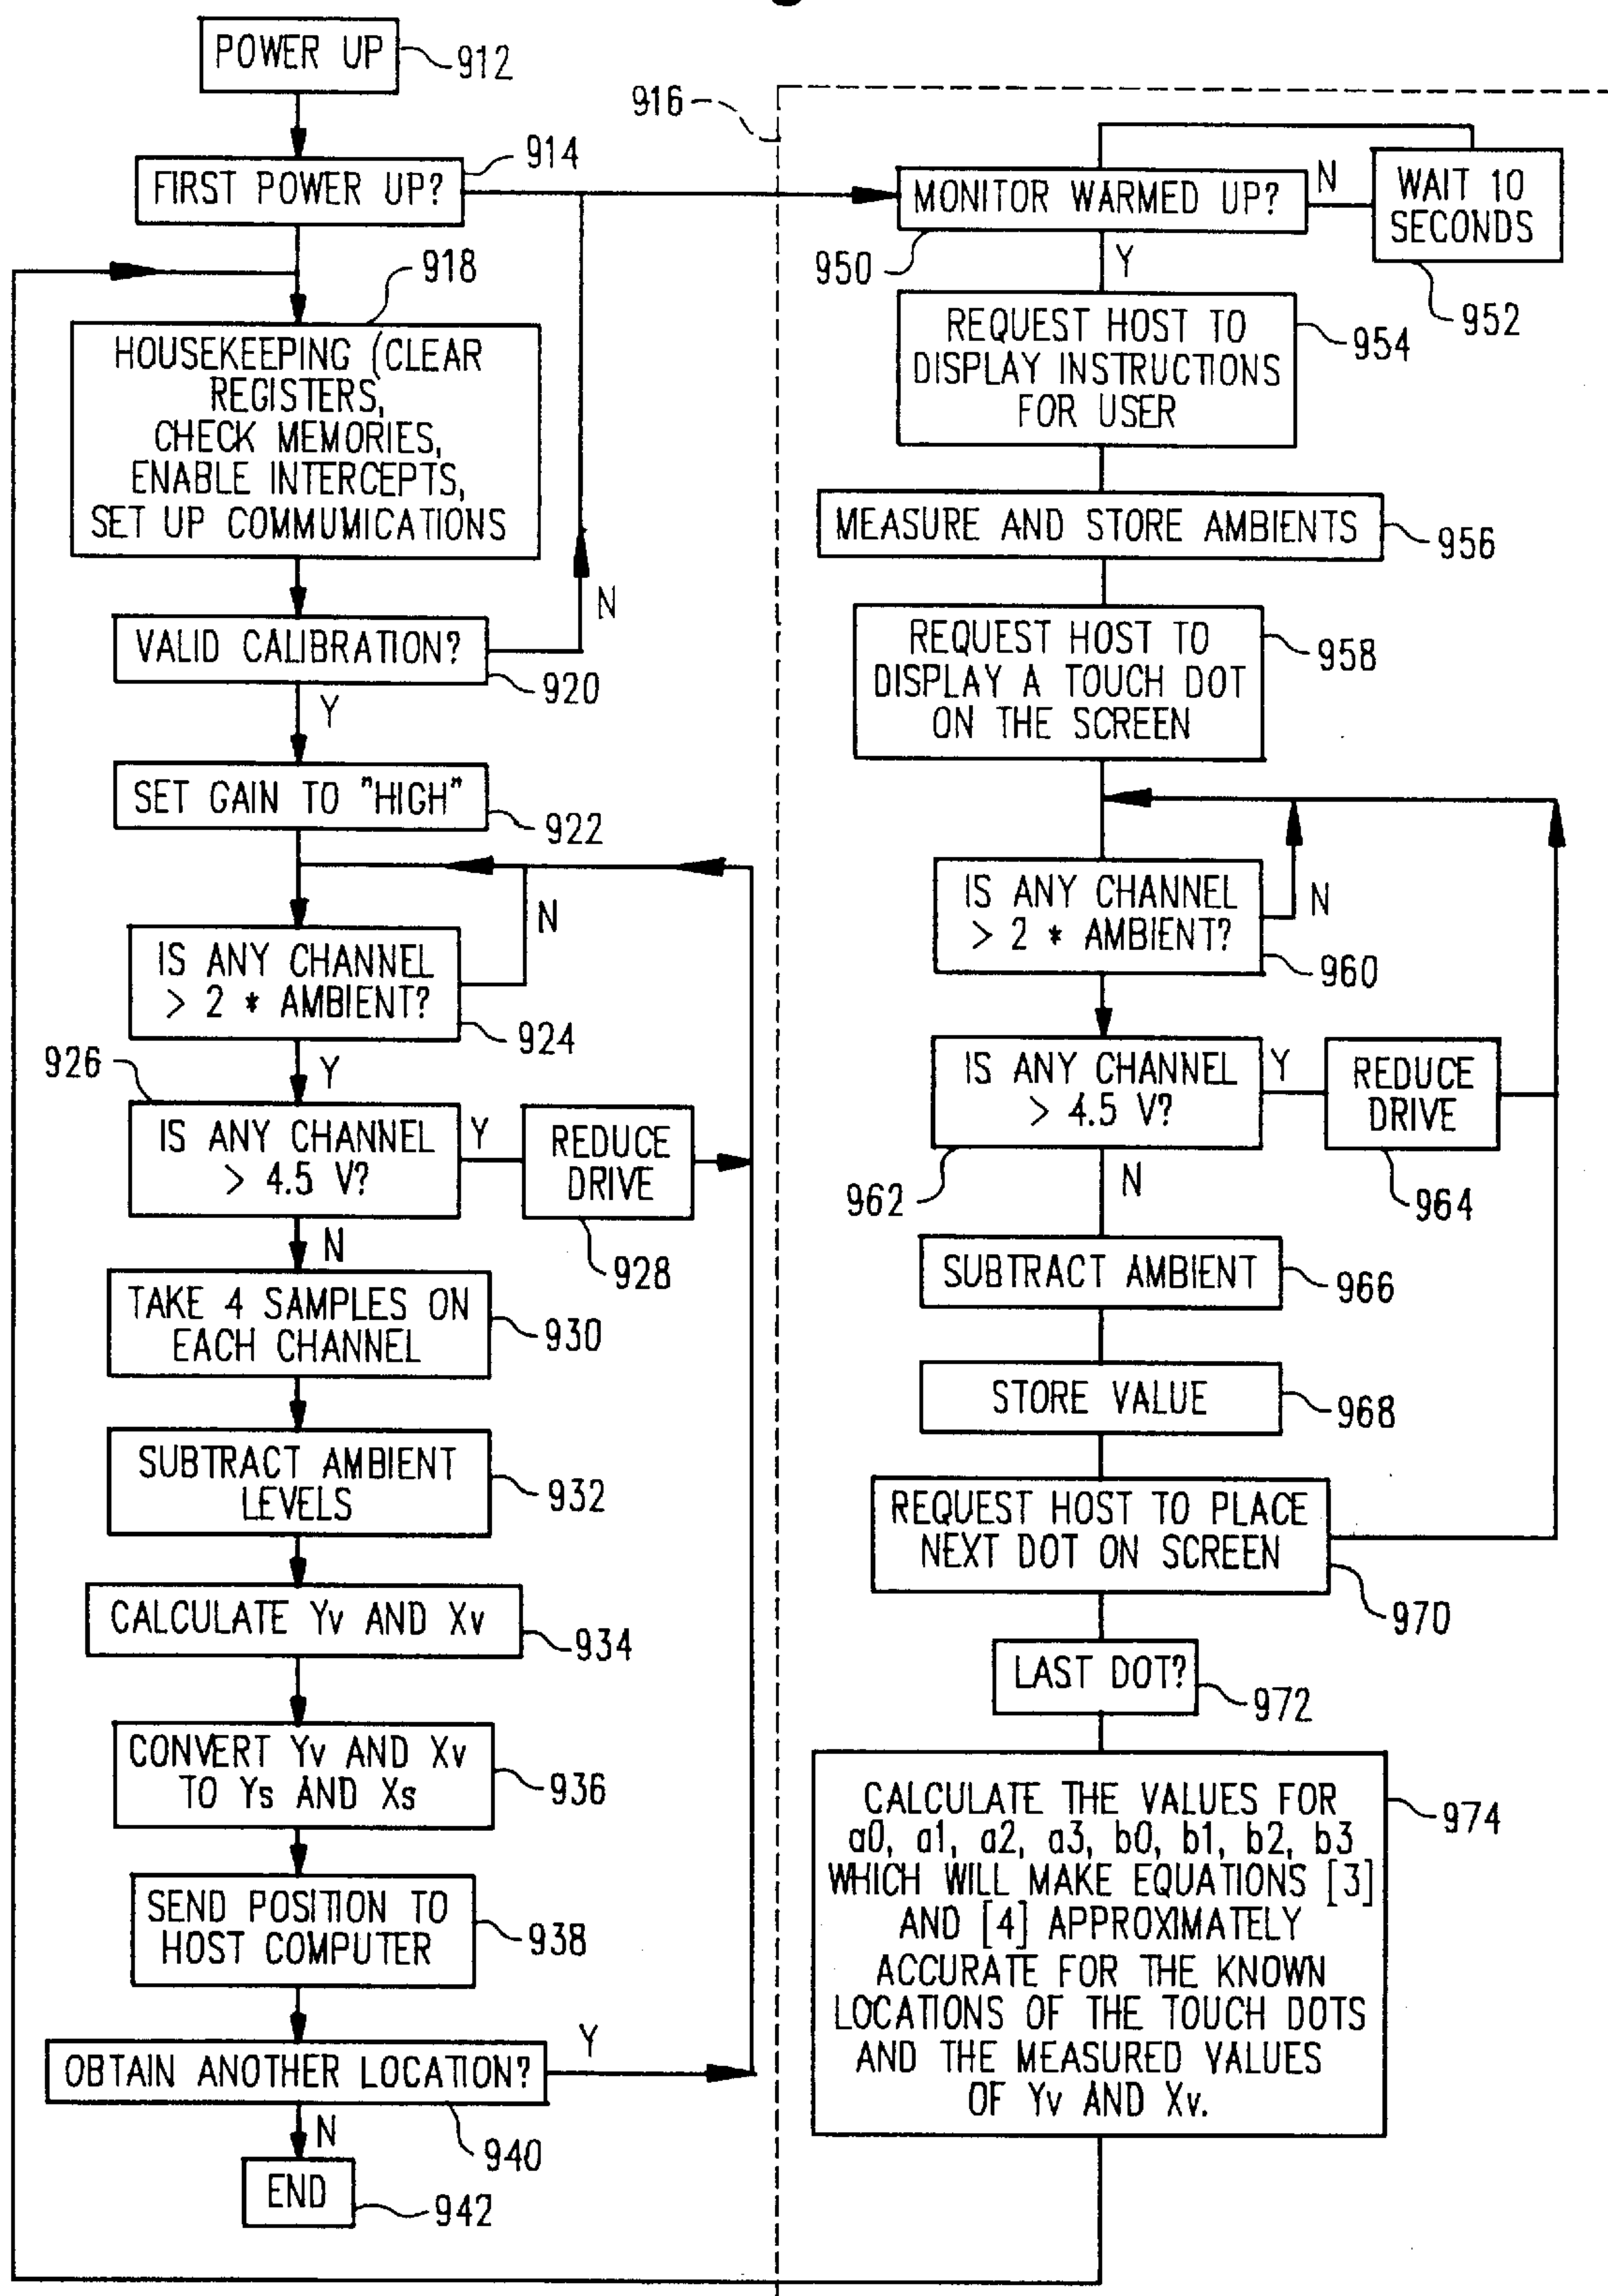 POWER UP
912
FIRST POWER UP?
914
918
HOUSEKEEPING (CLEAR
REGISTERS,
CHECK MEMORIES,
ENABLE INTERCEPTS,
SET UP COMMUMICATIONS
N
VALID CALIBRATION?
920
Y
SET GAIN TO "HIGH"
922
N
IS ANY CHANNEL
> 2 * AMBIENT?
924
Y
926
IS ANY CHANNEL
> 4.5 V?
Y
REDUCE
DRIVE
928
N
TAKE 4 SAMPLES ON
EACH CHANNEL
930
SUBTRACT AMBIENT
LEVELS
932
CALCULATE Yv AND Xv
934
CONVERT Yv AND Xv
TO Ys AND Xs
936
SEND POSITION TO
HOST COMPUTER
938
OBTAIN ANOTHER LOCATION?
Y
940
N
END
942
916
MONITOR WARMED UP?
N
WAIT 10
SECONDS
950
Y
952
REQUEST HOST TO
DISPLAY INSTRUCTIONS
FOR USER
954
MEASURE AND STORE AMBIENTS
956
REQUEST HOST TO
DISPLAY A TOUCH DOT
ON THE SCREEN
958
IS ANY CHANNEL
> 2 * AMBIENT?
N
960
IS ANY CHANNEL
> 4.5 V?
Y
REDUCE
DRIVE
962
N
964
SUBTRACT AMBIENT
966
STORE VALUE
968
REQUEST HOST TO PLACE
NEXT DOT ON SCREEN
970
LAST DOT?
972
CALCULATE THE VALUES FOR
a0, a1, a2, a3, b0, b1, b2, b3
WHICH WILL MAKE EQUATIONS [3]
AND [4] APPROXIMATELY
ACCURATE FOR THE KNOWN
LOCATIONS OF THE TOUCH DOTS
AND THE MEASURED VALUES
OF Yv AND Xv.
974